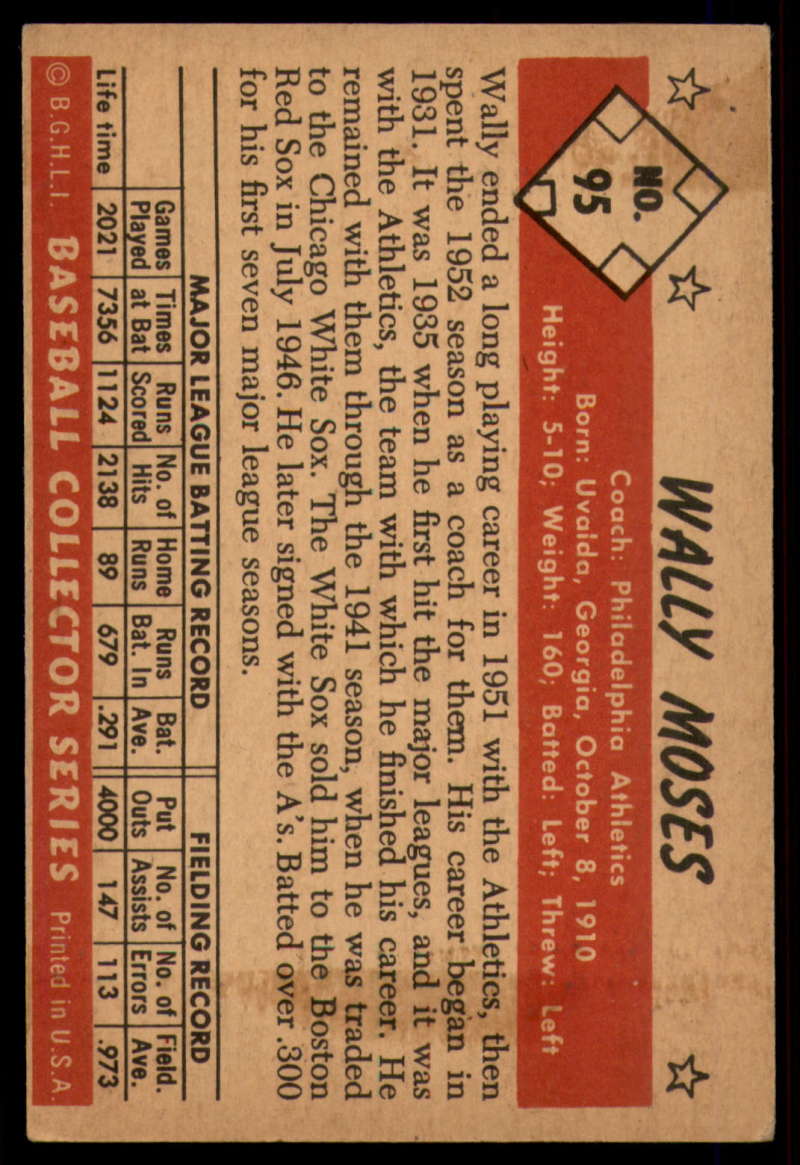 WALLY MOSES
NO.
95
Coach: Philadelphia Athletics
Born: Uvaida, Georgia, October 8, 1910
Height: 5-10; Weight: 160; Batted: Left; Threw: Left
Wally ended a long playing career in 1951 with the Athletics, then
spent the 1952 season as a coach for them. His career began in
1931. It was 1935 when he first hit the major leagues, and it was
with the Athletics, the team with which he finished his career. He
remained with them through the 1941 season, when he was traded
to the Chicago White Sox. The White Sox sold him to the Boston
Red Sox in July 1946. He later signed with the A's. Batted over .300
for his first seven major league seasons.
MAJOR LEAGUE BATTING RECORD FIELDING RECORD
Games Times Runs No. of Home Runs Bat. Put No. of No. of Field.
Played at Bat Scored Hits Runs Bat. In Ave. Outs Assists Errors Ave.
Life time 2021 7356 1124 2138 89 679 .291 4000 147 113 .973
© B.G.H.L.I. BASEBALL COLLECTOR SERIES Printed in U.S.A.